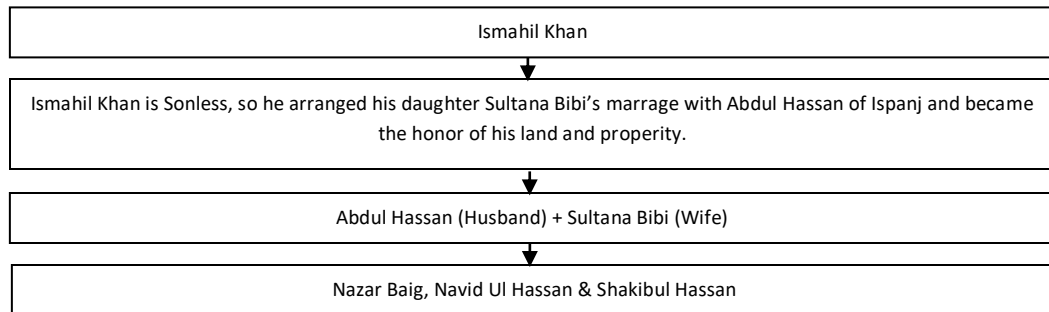 Ismahil Khan
Ismahil Khan is Sonless, so he arranged his daughter Sultana Bibi's marrage with Abdul Hassan of Ispanj and became
the honor of his land and properity.
Abdul Hassan (Husband) + Sultana Bibi (Wife)
Nazar Baig, Navid Ul Hassan & Shakibul Hassan